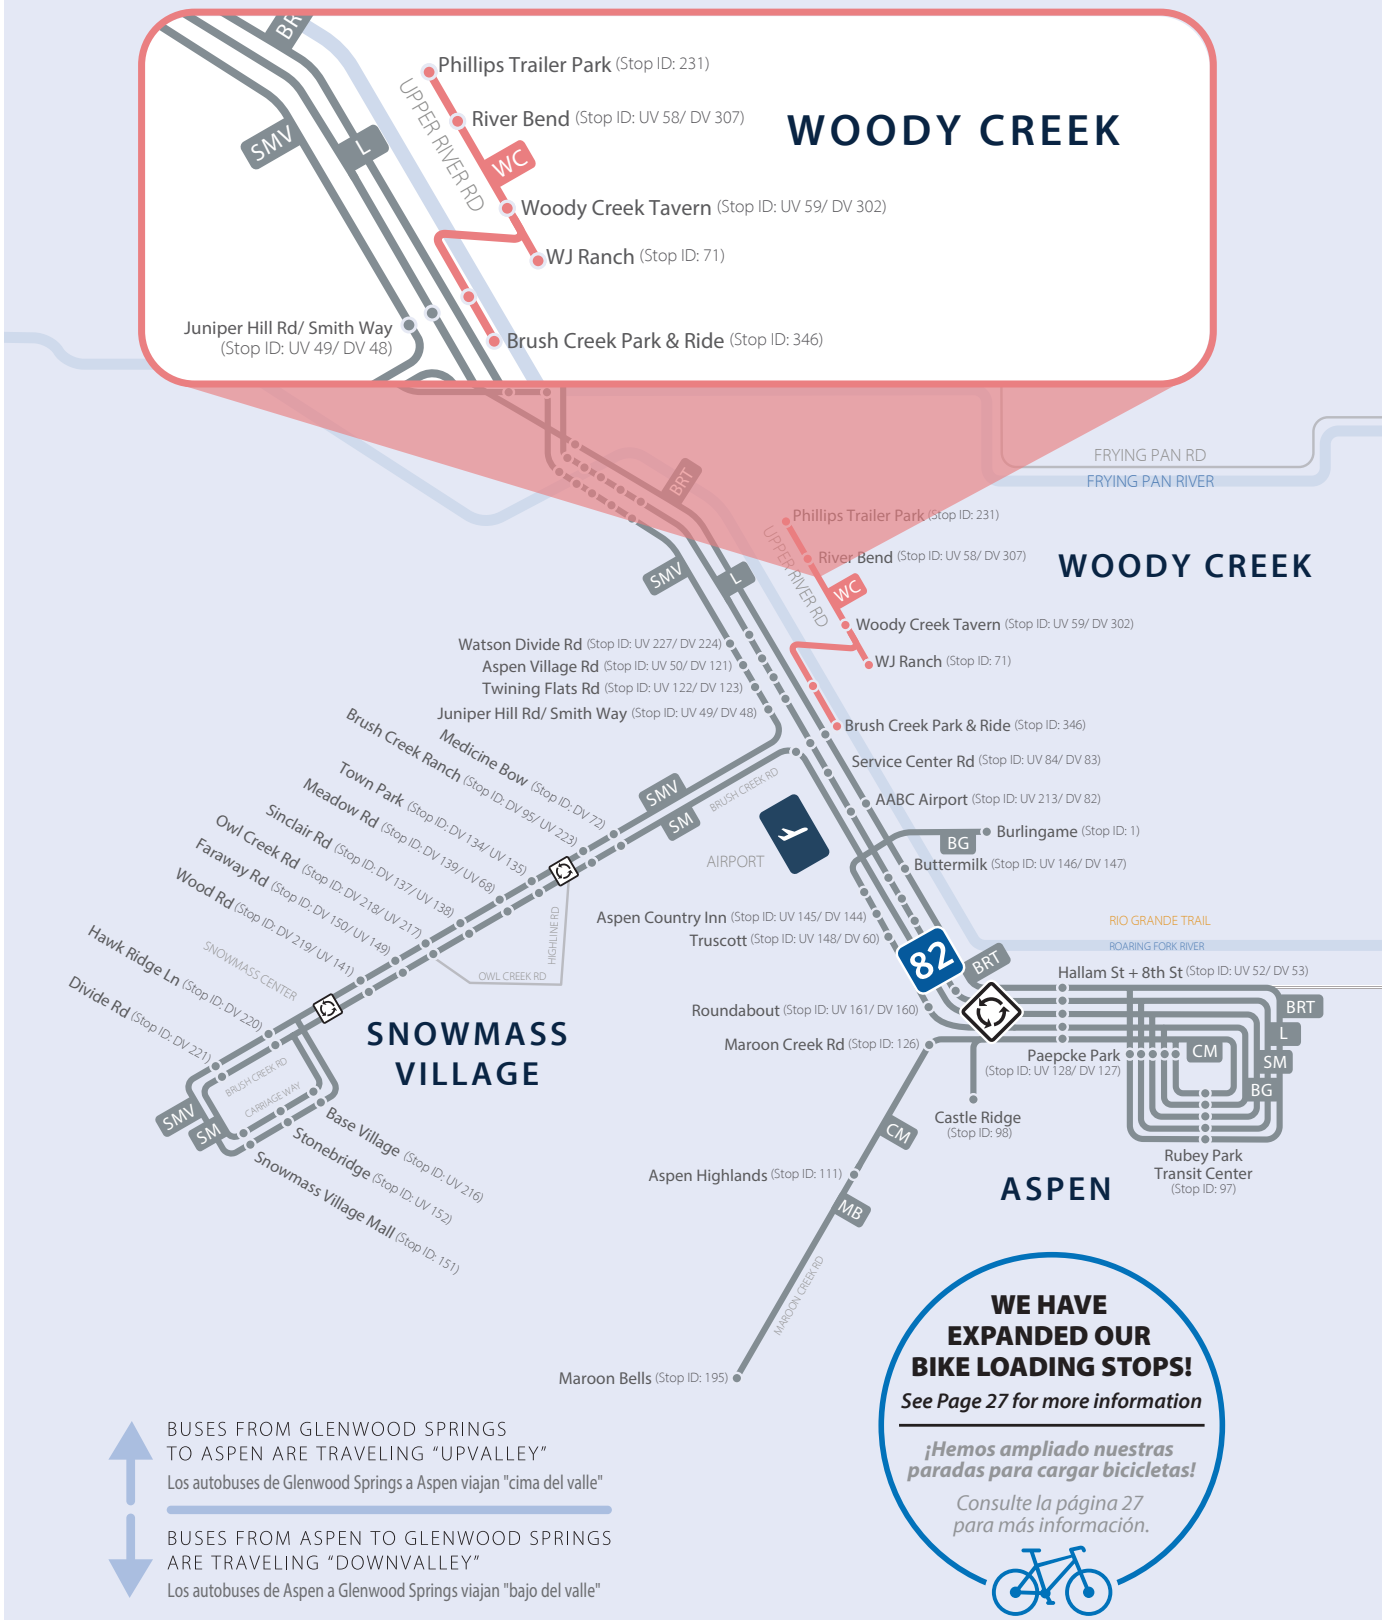 BR
Phillips Trailer Park (Stop ID: 231)
UPPER RIVER RD
River Bend (Stop ID: UV 58/ DV 307)
WOODY CREEK
SMV
L
WC
Woody Creek Tavern (Stop ID: UV 59/ DV 302)
WJ Ranch (Stop ID: 71)
Juniper Hill Rd/ Smith Way
(Stop ID: UV 49/ DV 48)
Brush Creek Park & Ride (Stop ID: 346)
FRYING PAN RD
FRYING PAN RIVER
BRT
Phillips Trailer Park (Stop ID: 231)
UPPER RIVER RD
River Bend (Stop ID: UV 58/ DV 307)
WOODY CREEK
SMV
L
WC
Woody Creek Tavern (Stop ID: UV 59/ DV 302)
WJ Ranch (Stop ID: 71)
Watson Divide Rd (Stop ID: UV 227/ DV 224)
Aspen Village Rd (Stop ID: UV 50/ DV 121)
Twining Flats Rd (Stop ID: UV 122/ DV 123)
Juniper Hill Rd/ Smith Way (Stop ID: UV 49/ DV 48)
Brush Creek Park & Ride (Stop ID: 346)
Service Center Rd (Stop ID: UV 84/ DV 83)
AABC Airport (Stop ID: UV 213/ DV 82)
Burlingame (Stop ID: 1)
BG
Buttermilk (Stop ID: UV 146/ DV 147)
AIRPORT
BRUSH CREEK RD
SMV
SM
Medicine Bow (Stop ID: DV 72)
Brush Creek Ranch (Stop ID: DV 95/ UV 223)
Town Park (Stop ID: DV 134/ UV 135)
Meadow Rd (Stop ID: DV 139/ UV 68)
Sinclair Rd (Stop ID: DV 137/ UV 138)
Owl Creek Rd (Stop ID: DV 218/ UV 217)
Faraway Rd (Stop ID: DV 150/ UV 149)
Wood Rd (Stop ID: DV 219/ UV 141)
Hawk Ridge Ln (Stop ID: DV 220)
Divide Rd (Stop ID: DV 221)
SNOWMASS CENTER
HIGHLINE RD
OWL CREEK RD
Aspen Country Inn (Stop ID: UV 145/ DV 144)
Truscott (Stop ID: UV 148/ DV 60)
82
BRT
RIO GRANDE TRAIL
ROARING FORK RIVER
Hallam St + 8th St (Stop ID: UV 52/ DV 53)
Roundabout (Stop ID: UV 161/ DV 160)
Maroon Creek Rd (Stop ID: 126)
BRT
L
SM
BG
CM
Paepcke Park
(Stop ID: UV 128/ DV 127)
SNOWMASS
VILLAGE
BRUSH CREEK RD
CARRIAGE WAY
SMV
SM
Base Village (Stop ID: UV 216)
Stonebridge (Stop ID: UV 152)
Snowmass Village Mall (Stop ID: 151)
Castle Ridge
(Stop ID: 98)
CM
Rubey Park
Transit Center
(Stop ID: 97)
Aspen Highlands (Stop ID: 111)
ASPEN
MB
MAROON CREEK RD
Maroon Bells (Stop ID: 195)
WE HAVE
EXPANDED OUR
BIKE LOADING STOPS!
See Page 27 for more information
¡Hemos ampliado nuestras
paradas para cargar bicicletas!
Consulte la página 27
para más información.
BUSES FROM GLENWOOD SPRINGS
TO ASPEN ARE TRAVELING “UPVALLEY”
Los autobuses de Glenwood Springs a Aspen viajan "cima del valle"
BUSES FROM ASPEN TO GLENWOOD SPRINGS
ARE TRAVELING “DOWNVALLEY”
Los autobuses de Aspen a Glenwood Springs viajan "bajo del valle"